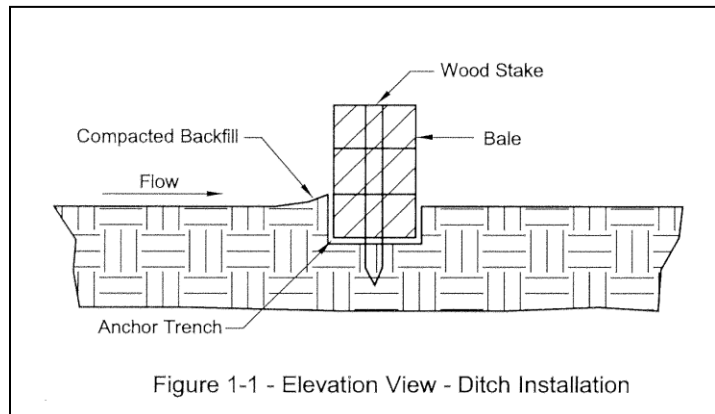 Wood Stake
Compacted Backfill
Bale
Flow
Anchor Trench
Figure 1-1 - Elevation View - Ditch Installation